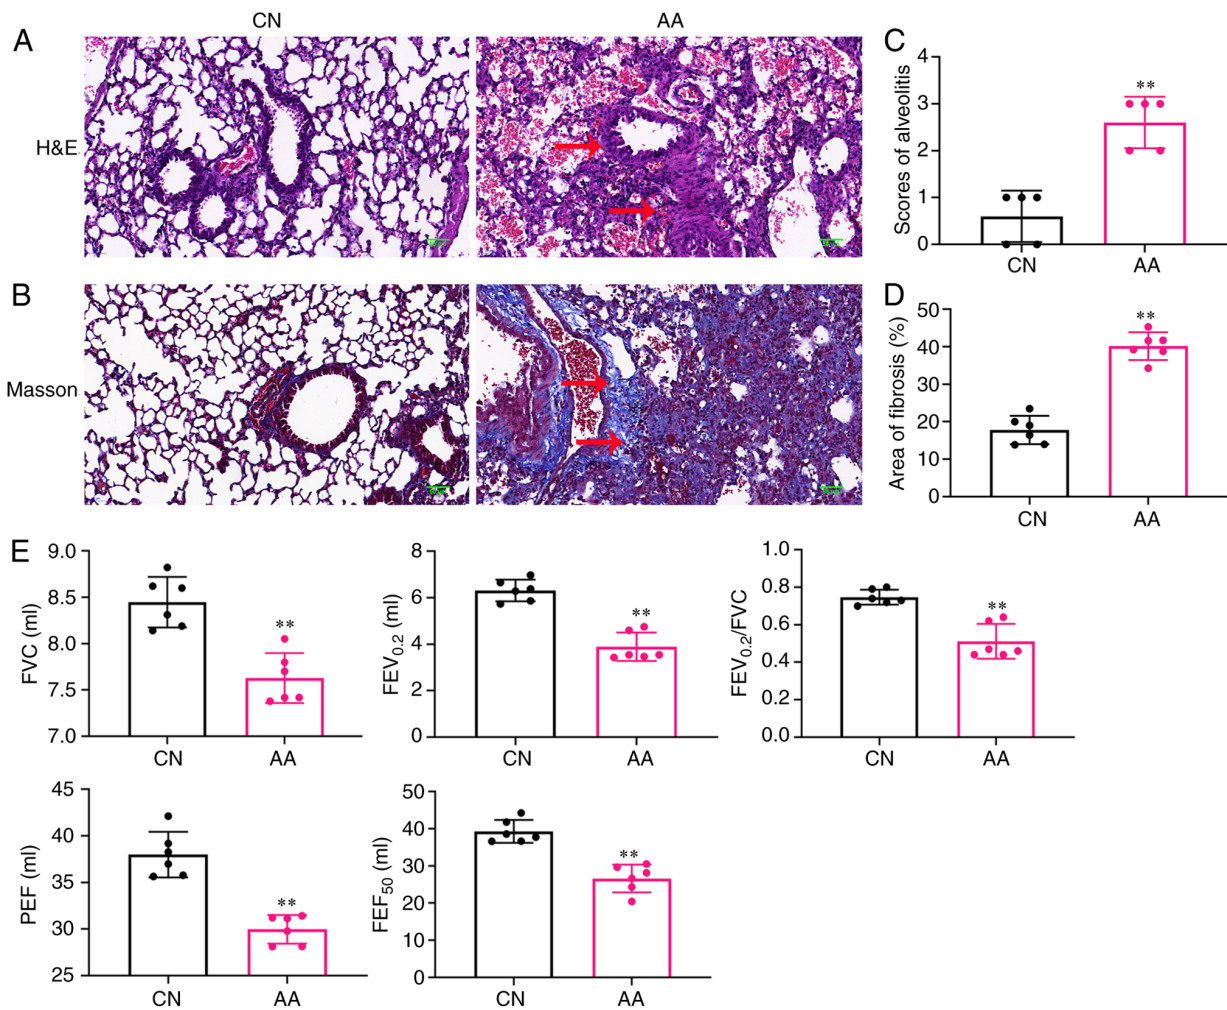 CN
AA
A
H&E
B
Masson
C
Scores of alveolitis
4
3
2
1
0
**
CN
AA
D
Area of fibrosis (%)
50
40
30
20
10
0
**
CN
AA
E
FVC (ml)
9.0
8.5
8.0
7.5
7.0
**
CN
AA
FEV0.2 (ml)
8
6
4
2
0
**
CN
AA
FEV0.2/FVC
1.0
0.8
0.6
0.4
0.2
0.0
**
CN
AA
PEF (ml)
45
40
35
30
25
**
CN
AA
FEF50 (ml)
50
40
30
20
10
0
**
CN
AA